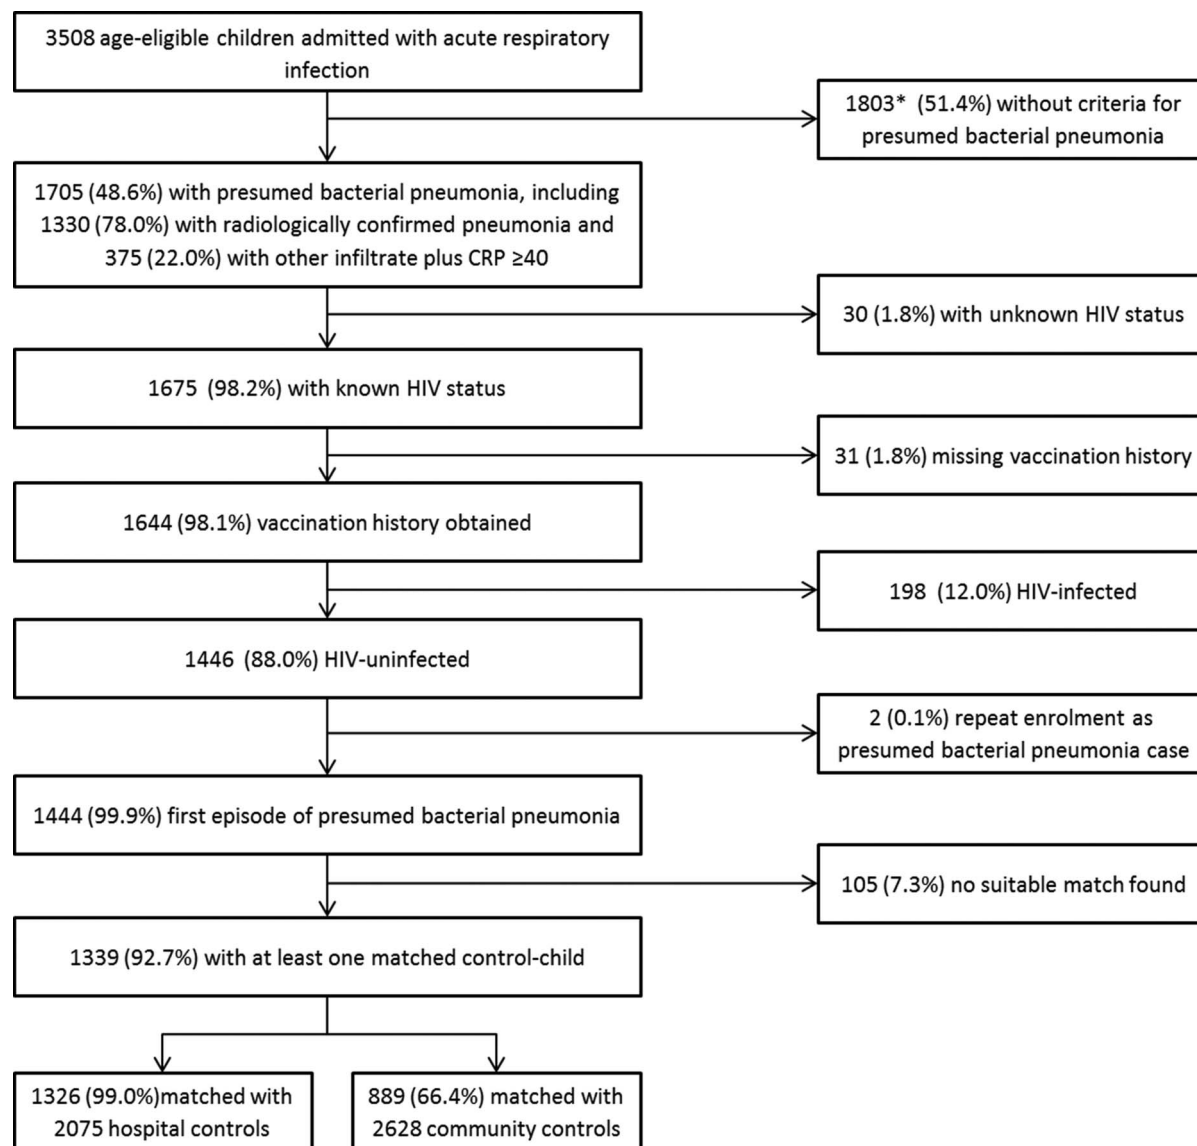 3508 age-eligible children admitted with acute respiratory
infection
1803* (51.4%) without criteria for
presumed bacterial pneumonia
1705 (48.6%) with presumed bacterial pneumonia, including
1330 (78.0%) with radiologically confirmed pneumonia and
375 (22.0%) with other infiltrate plus CRP ≥40
30 (1.8%) with unknown HIV status
1675 (98.2%) with known HIV status
31 (1.8%) missing vaccination history
1644 (98.1%) vaccination history obtained
198 (12.0%) HIV-infected
1446 (88.0%) HIV-uninfected
2 (0.1%) repeat enrolment as
presumed bacterial pneumonia case
1444 (99.9%) first episode of presumed bacterial pneumonia
105 (7.3%) no suitable match found
1339 (92.7%) with at least one matched control-child
1326 (99.0%)matched with
2075 hospital controls
889 (66.4%) matched with
2628 community controls